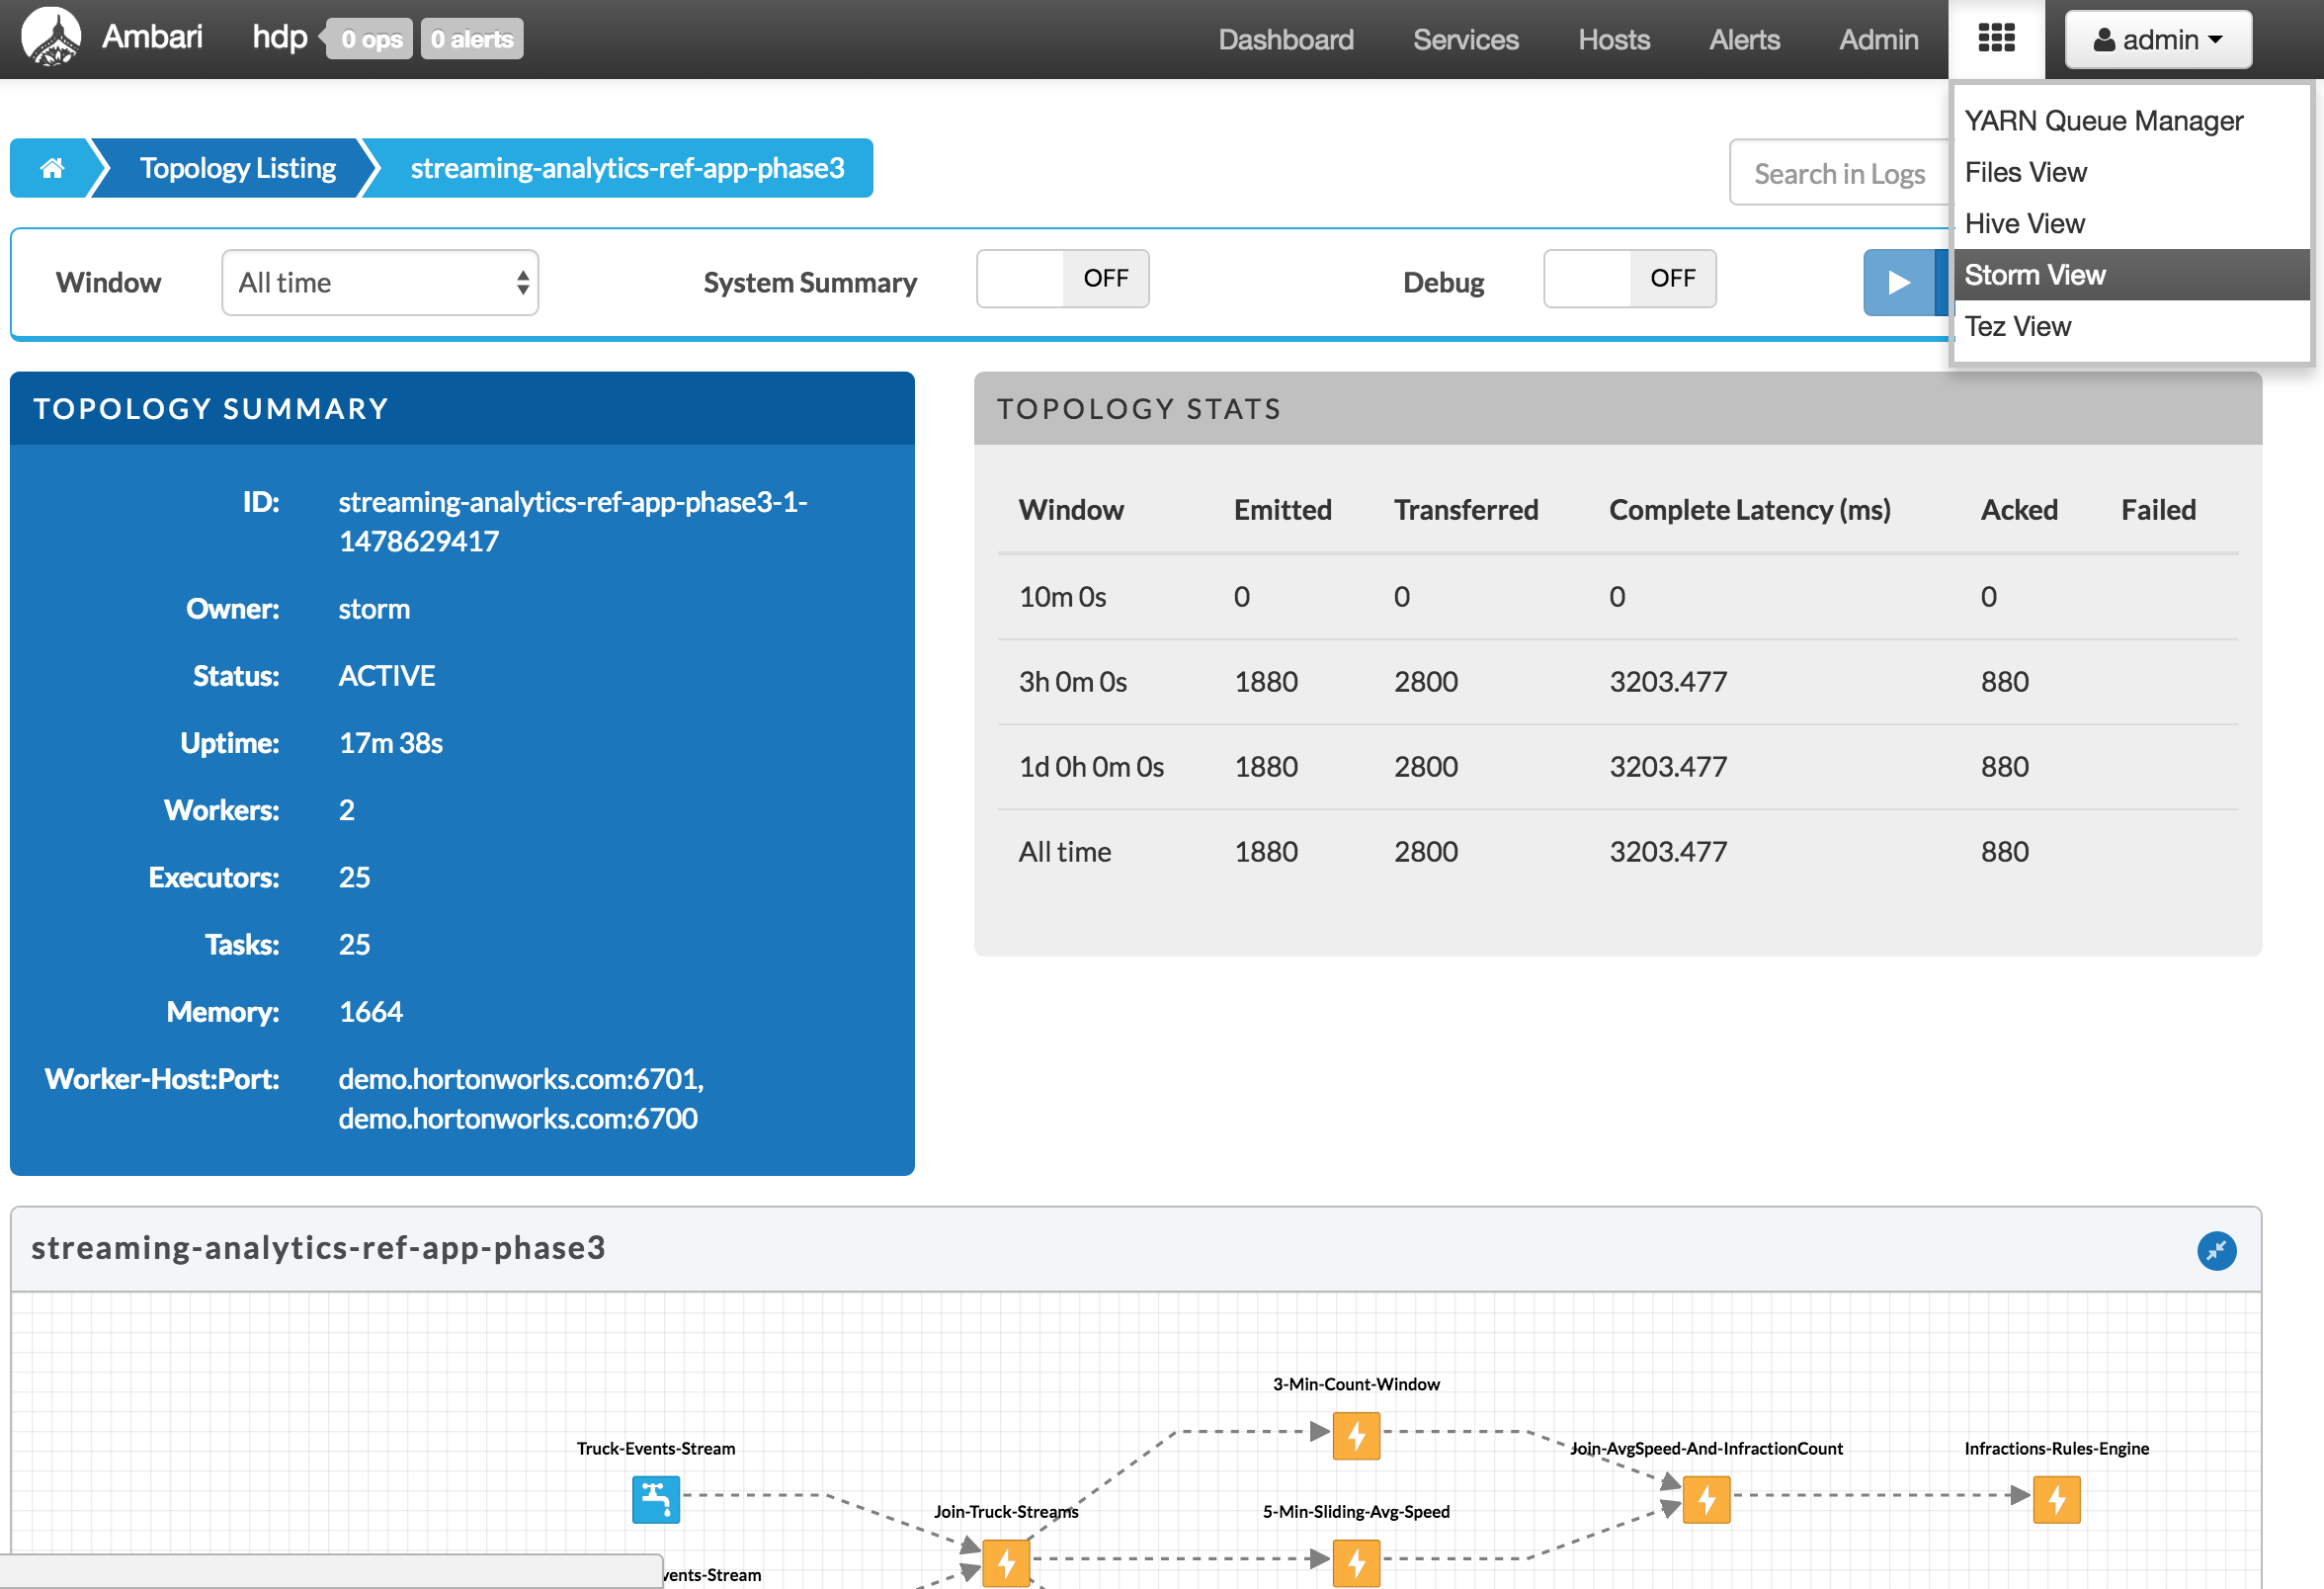 Ambari hdp 0 ops 0 alerts Dashboard Services Hosts Alerts Admin admin
YARN Queue Manager
Files View
Hive View
Storm View
Tez View
Topology Listing streaming-analytics-ref-app-phase3 Search in Logs
Window All time System Summary OFF Debug OFF
TOPOLOGY SUMMARY
ID: streaming-analytics-ref-app-phase3-1-
1478629417
Owner: storm
Status: ACTIVE
Uptime: 17m 38s
Workers: 2
Executors: 25
Tasks: 25
Memory: 1664
Worker-Host:Port: demo.hortonworks.com:6701,
demo.hortonworks.com:6700
TOPOLOGY STATS
Window Emitted Transferred Complete Latency (ms) Acked Failed
10m 0s 0 0 0 0
3h 0m 0s 1880 2800 3203.477 880
1d 0h 0m 0s 1880 2800 3203.477 880
All time 1880 2800 3203.477 880
streaming-analytics-ref-app-phase3
3-Min-Count-Window
Truck-Events-Stream Join-AvgSpeed-And-InfractionCount Infractions-Rules-Engine
Join-Truck-Streams 5-Min-Sliding-Avg-Speed
vents-Stream